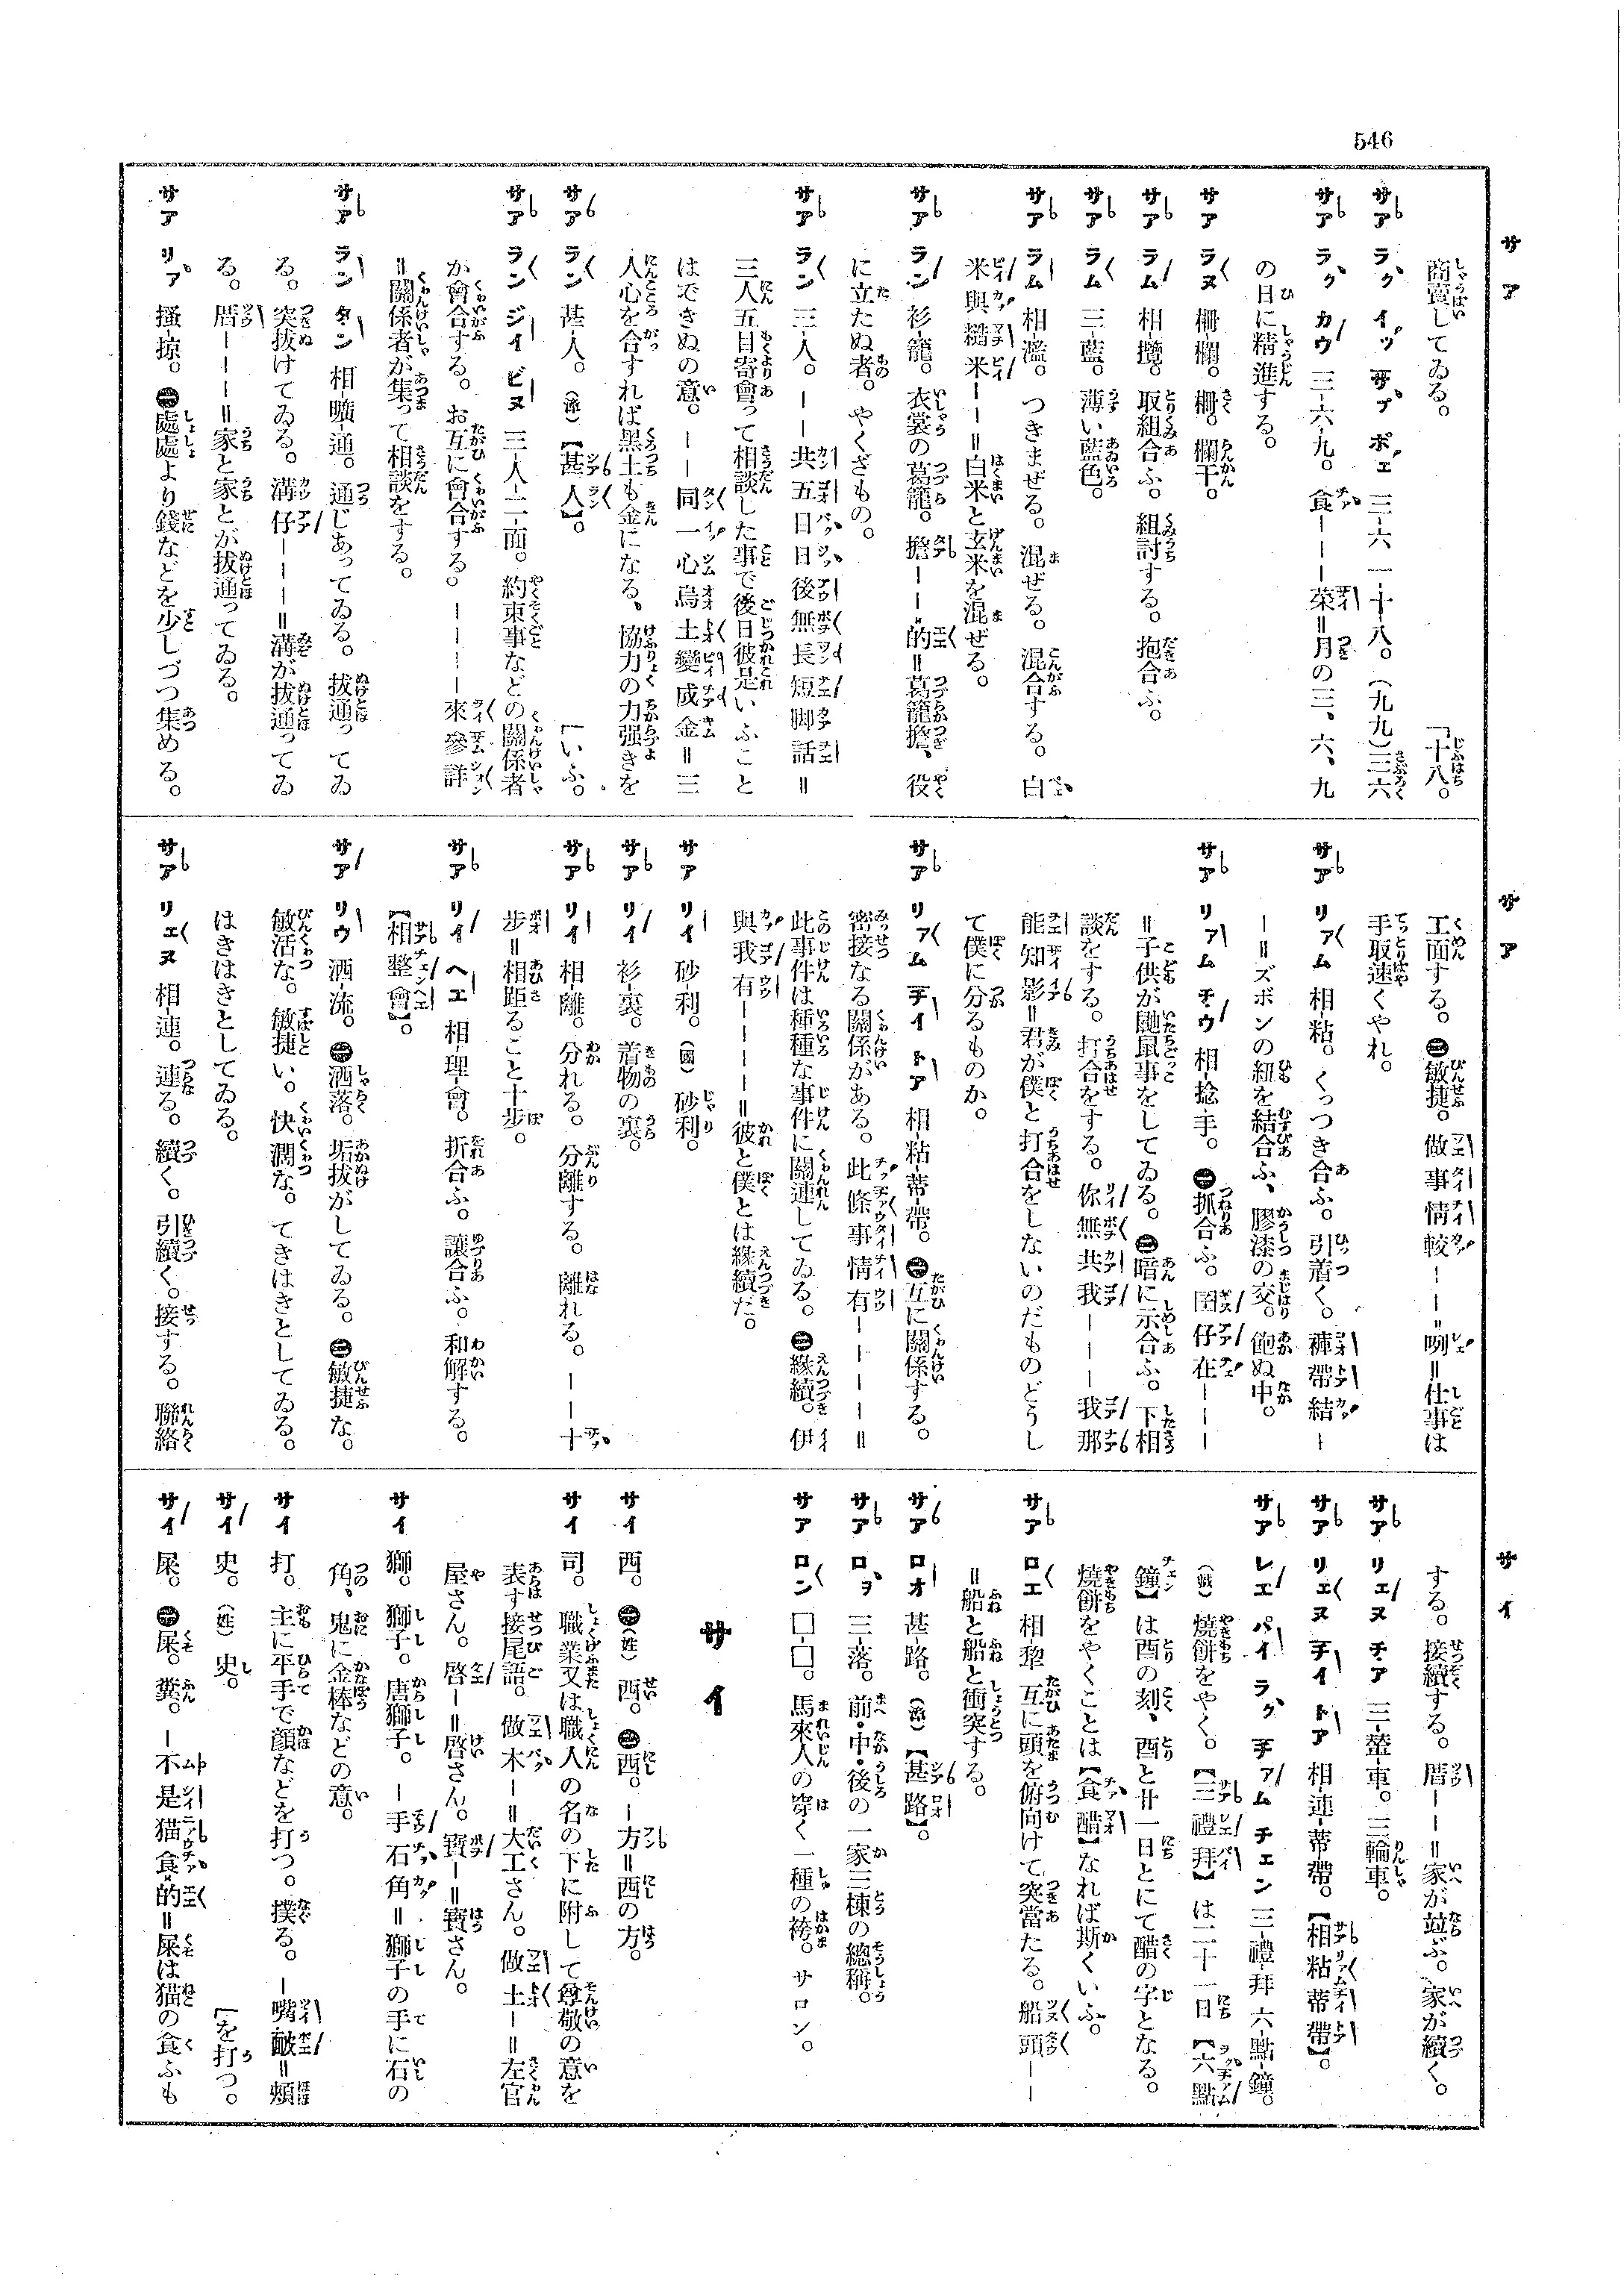 546
サア
サア
サイ
商賣してゐる。
「十八。
サア ラク イッ サプ ポエ 三-六 一-十-八。(九九)三六
サア ラク カウ 三-六-九。食ーーー菜=月の三、六、九
の日に精進する。
サア ラヌ 柵-欄。柵。欄干。
サア ラム 相-攬。取組合ふ。組討する。抱合ふ。
サア ラム 三-藍。薄い藍色。
サア ラム 相-濫。つきまぜる。混ぜる。混合する。白
米與糙米ーー=白米と玄米を混ぜる。
サア ラン 衫-籠。衣裳の葛籠。擔ーー的=葛籠擔、役
に立たぬ者。やくざもの。
サア ラン 三-人。ーー共五目日後無長短脚話=
三人五目寄會って相談した事で後日彼是いふこと
はできぬの意。ーー同一心烏土變成金=三
人心を合すれば黑土も金になる、協力の力强きを
サア ラン 甚-人。(漳)【甚人】。
「いふ。
サア ラン ジイ ビヌ 三-人-二-面。約束事などの關係者
が會合する。お互に會合する。ーーーー來參詳
=關係者が集って相談をする。
サア ラン タン 相-曠-通。通じあってゐる。拔通ってゐ
る。突拔けてゐる。溝仔ーーー=溝が拔通ってゐ
る。厝ーーー=家と家とが拔通ってゐる。
サア リア 搔-掠。㊀處處より錢などを少しづつ集める。
工面する。㊁敏捷。做事情較ーー咧=仕事は
手取速くやれ。
サア リアム 相-粘。くっつき合ふ。引着く。褲帶結ー
ー=ズボンの紐を結合ふ、膠漆の交。飽ぬ中。
サア リアム チウ 相-捻-手。㊀抓合ふ。囝仔在ーーー
=子供が鼬鼠事をしてゐる。㊁暗に示合ふ。下相
談をする。打合をする。你無共我ーーー我那
能知影=君が僕と打合をしないのだものどうし
て僕に分るものか。
サア リアム チイ トア 相-粘-蒂-帶。㊀互に關係する。
密接なる關係がある。此條事情有ーーーー=
此事件は種種な事件に關連してゐる。㊁緣續。伊
與我有ーーーー=彼と僕とは緣續だ。
サア リイ 砂-利。(國)砂利。
サア リイ 衫-裏。着物の裏。
サア リイ 相-離。分れる。分離する。離れる。ーー十
步=相距ること十步。
サア リイ ヘエ 相-理-會。折合ふ。讓合ふ。和解する。
【相整會】。
サア リウ 洒-流。㊀洒落。垢拔がしてゐる。㊁敏捷な。
敏活な。敏捷い。快濶な。てきはきとしてゐる。
はきはきとしてゐる。
サア リエヌ 相-連。連る。續く。引續く。接する。聯絡
する。接續する。厝ーー=家が竝ぶ。家が續く。
サア リエヌ チア 三-輦-車。三輪車。
サア リエヌ チイ トア 相-連-蒂-帶。【相粘蒂帶】。
サア レエ パイ ラク チアム チェン 三-禮-拜 六-點-鐘。
(戲)燒餅をやく。【三禮拜】は二十一日【六點
鐘】は酉の刻、酉と廿一日とにて醋の字となる。
燒餅をやくことは【食醋】なれば斯くいふ。
サア ロエ 相-犂 互に頭を俯向けて突當たる。船頭ーー
=船と船と衝突する。
サア ロオ 甚-路。(漳)【甚路】。
サア ロヲ 三-落。前・中・後の一家三棟の總稱。
サア ロン 口-口。馬來人の穿く一種の袴。サロン。
サイ
サイ 西。㊀(姓)西。㊁西。ー方=西の方。
サイ 司。職業又は職人の名の下に附して尊敬の意を
表す接尾語。做木ー=大工さん。做土ー=左官
屋さん。啓ー=啓さん。寶ー=寶さん。
サイ 獅。獅子。唐獅子。ー手石角=獅子の手に石の
角、鬼に金棒などの意。
サイ 打。主に平手で顏などを打つ。撲る。ー嘴䫌=頰
「を打つ。
サイ 史。(姓)史。
サイ 屎。㊀屎。糞。ー不是猫食的=屎は猫の食ふも